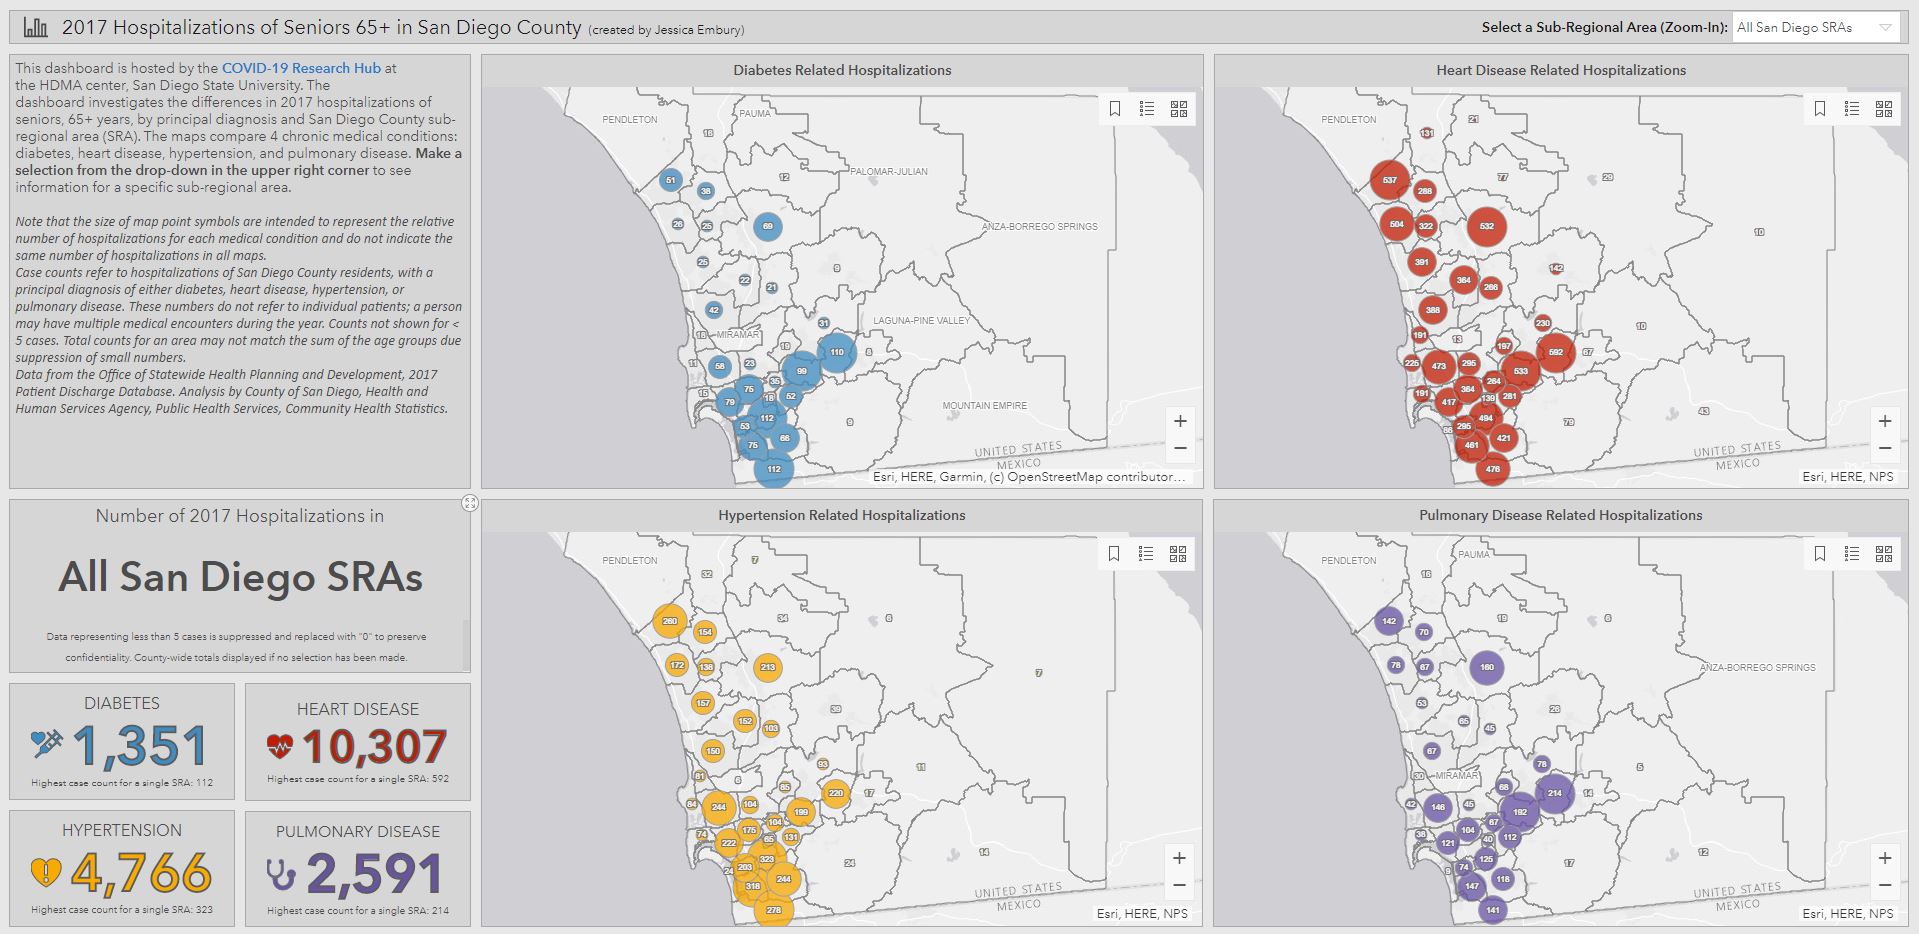 2017 Hospitalizations of Seniors 65+ in San Diego County (created by Jessica Embury)
Select a Sub-Regional Area (Zoom-In): All San Diego SRAs
This dashboard is hosted by the COVID-19 Research Hub at
the HDMA center, San Diego State University. The
dashboard investigates the differences in 2017 hospitalizations of
seniors, 65+ years, by principal diagnosis and San Diego County sub-
regional area (SRA). The maps compare 4 chronic medical conditions:
diabetes, heart disease, hypertension, and pulmonary disease. Make a
selection from the drop-down in the upper right corner to see
information for a specific sub-regional area.
Note that the size of map point symbols are intended to represent the relative
number of hospitalizations for each medical condition and do not indicate the
same number of hospitalizations in all maps.
Case counts refer to hospitalizations of San Diego County residents, with a
principal diagnosis of either diabetes, heart disease, hypertension, or
pulmonary disease. These numbers do not refer to individual patients; a person
may have multiple medical encounters during the year. Counts not shown for <
5 cases. Total counts for an area may not match the sum of the age groups due
suppression of small numbers.
Data from the Office of Statewide Health Planning and Development, 2017
Patient Discharge Database. Analysis by County of San Diego, Health and
Human Services Agency, Public Health Services, Community Health Statistics.
Diabetes Related Hospitalizations
PENDLETON
PAUMA
16
12
PALOMAR-JULIAN
51
38
26
25
69
ANZA-BORREGO SPRINGS
25
22
21
9
42
31
LAGUNA-PINE VALLEY
MIRAMAR
19
110
8
11
58
23
99
35
75
18
52
15
79
112
53
75
66
112
9
MOUNTAIN EMPIRE
UNITED STATES
MEXICO
+
−
Esri, HERE, Garmin, (c) OpenStreetMap contributor...
Heart Disease Related Hospitalizations
PENDLETON
131
21
537
288
77
29
504
322
532
10
391
364
266
142
388
230
10
191
13
197
592
67
225
473
295
533
264
364
139
281
191
417
494
86
295
461
421
476
79
43
UNITED STATES
MEXICO
+
−
Esri, HERE, NPS
Number of 2017 Hospitalizations in
All San Diego SRAs
Data representing less than 5 cases is suppressed and replaced with "0" to preserve
confidentiality. County-wide totals displayed if no selection has been made.
DIABETES
1,351
Highest case count for a single SRA: 112
HEART DISEASE
10,307
Highest case count for a single SRA: 592
HYPERTENSION
4,766
Highest case count for a single SRA: 323
PULMONARY DISEASE
2,591
Highest case count for a single SRA: 214
Hypertension Related Hospitalizations
PENDLETON
32
7
260
154
34
6
172
138
213
7
157
152
103
39
150
93
11
81
6
85
220
17
84
244
104
199
104
175
65
131
74
222
323
203
24
318
244
278
24
14
UNITED STATES
MEXICO
+
−
Esri, HERE, NPS
Pulmonary Disease Related Hospitalizations
PENDLETON
PAUMA
16
142
70
19
6
78
67
160
ANZA-BORREGO SPRINGS
53
65
45
26
67
78
5
30
MIRAMAR
68
214
14
42
146
45
192
67
104
40
112
38
121
125
74
9
147
118
141
17
12
UNITED STATES
MEXICO
+
−
Esri, HERE, NPS